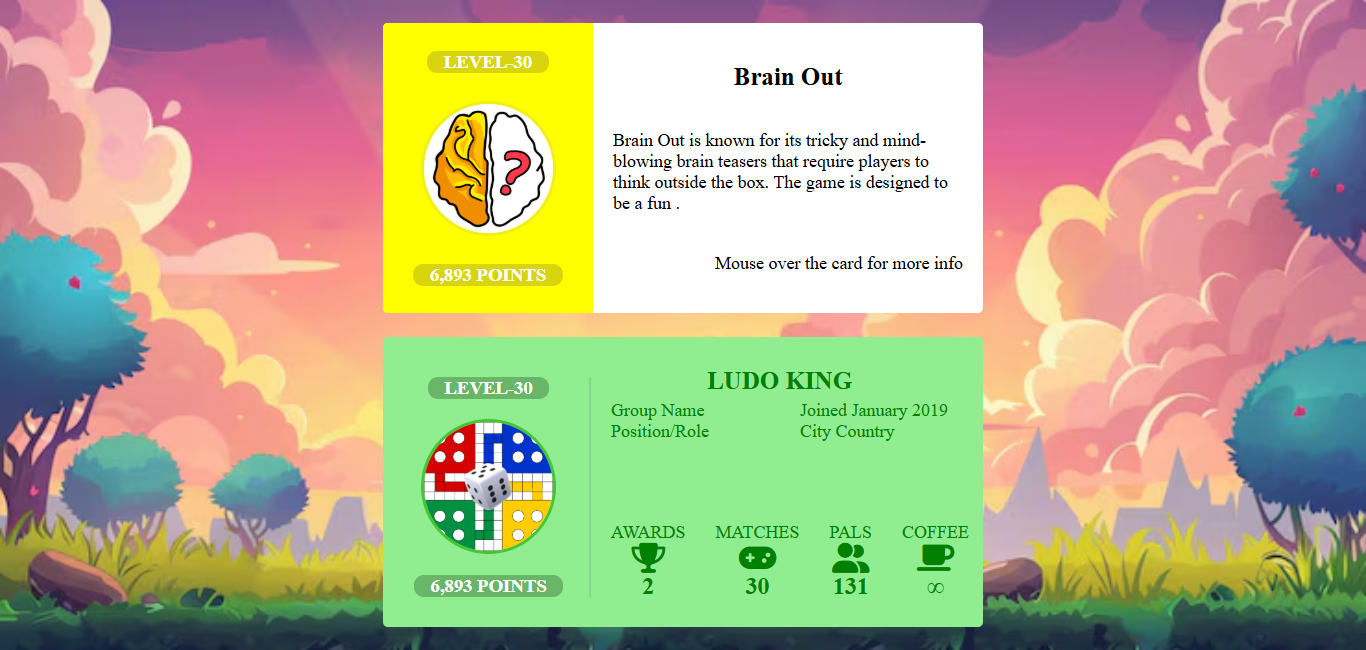 LEVEL-30
Brain Out
Brain Out is known for its tricky and mind-
blowing brain teasers that require players to
think outside the box. The game is designed to
be a fun .
?
6,893 POINTS
Mouse over the card for more info
LEVEL-30
LUDO KING
Group Name Joined January 2019
Position/Role City Country
AWARDS MATCHES PALS COFFEE
6,893 POINTS
2 30 131 ∞